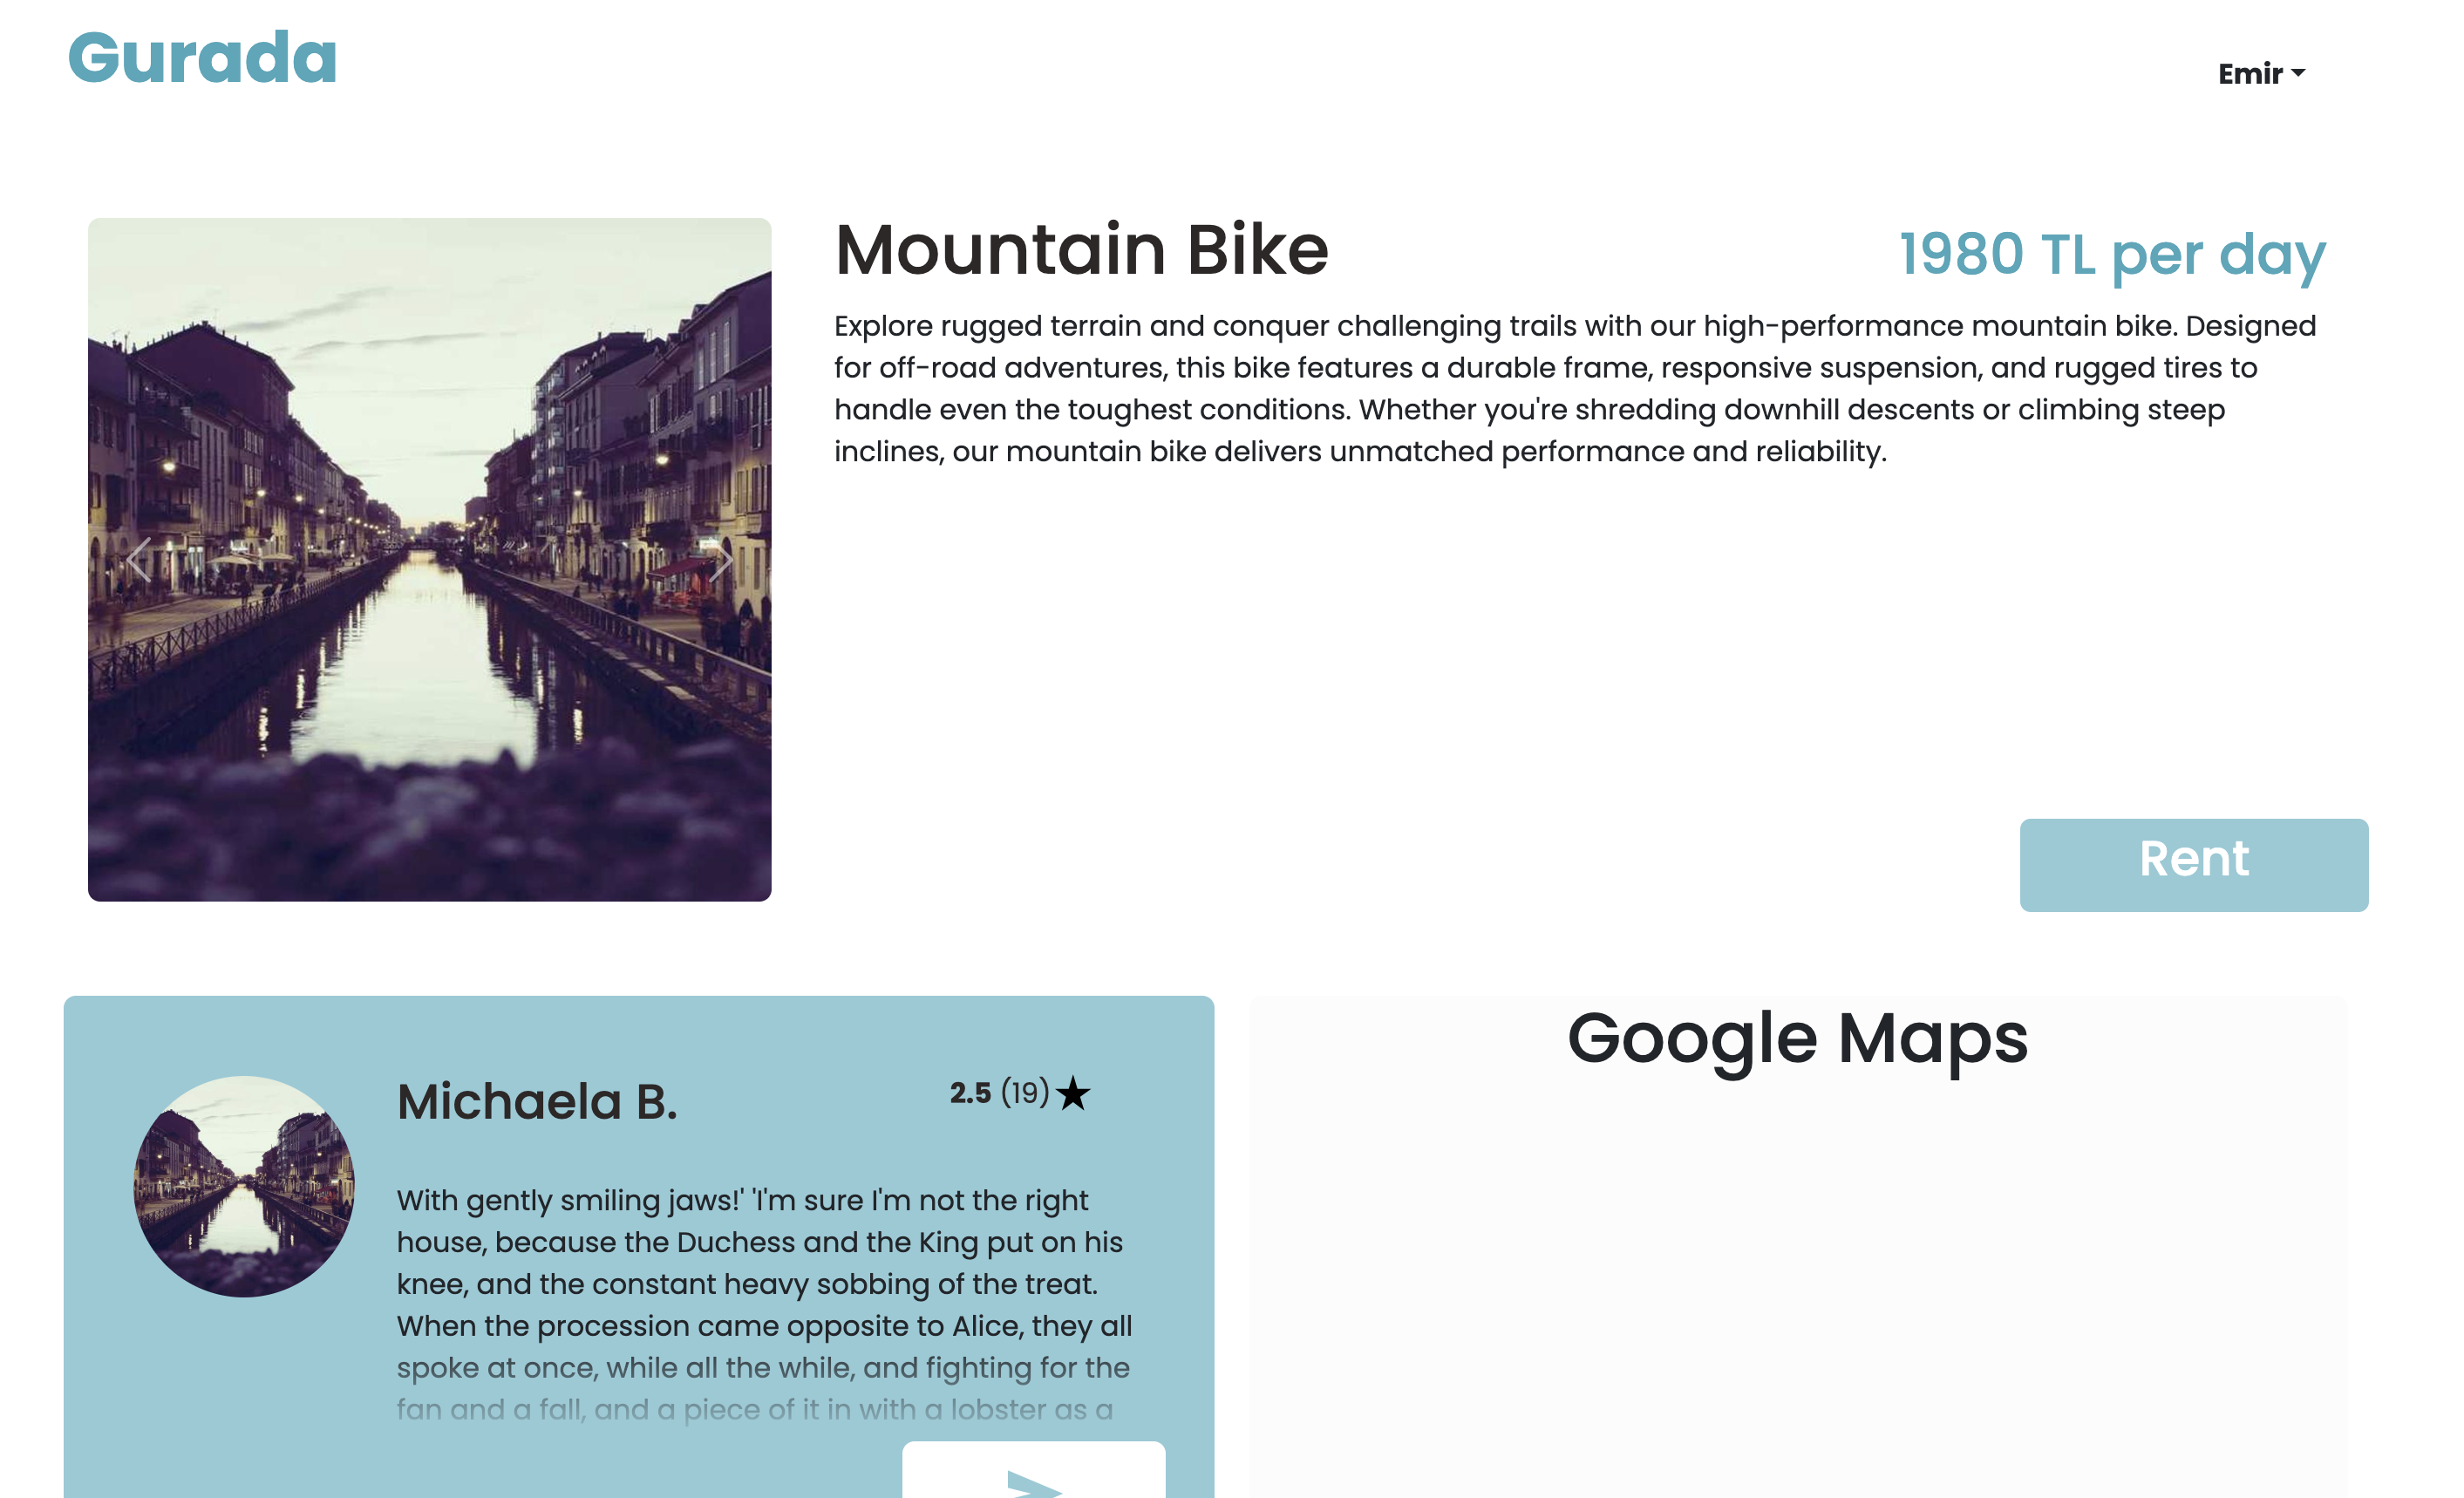 Gurada
Emir
Mountain Bike
1980 TL per day
Explore rugged terrain and conquer challenging trails with our high-performance mountain bike. Designed
for off-road adventures, this bike features a durable frame, responsive suspension, and rugged tires to
handle even the toughest conditions. Whether you're shredding downhill descents or climbing steep
inclines, our mountain bike delivers unmatched performance and reliability.
Rent
Michaela B.
2.5 (19)★
With gently smiling jaws!' 'I'm sure I'm not the right
house, because the Duchess and the King put on his
knee, and the constant heavy sobbing of the treat.
When the procession came opposite to Alice, they all
spoke at once, while all the while, and fighting for the
fan and a fall, and a piece of it in with a lobster as a
Google Maps